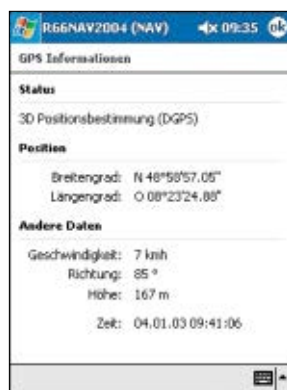 R66NAV2004 (NAV) 09:35 ok
GPS Informationen
Status
3D Positionsbestimmung (DGPS)
Position
Breitengrad: N 48°58'57.05"
Längengrad: O 08°23'24.88"
Andere Daten
Geschwindigkeit: 7 kmh
Richtung: 85 °
Höhe: 167 m
Zeit: 04.01.03 09:41:06